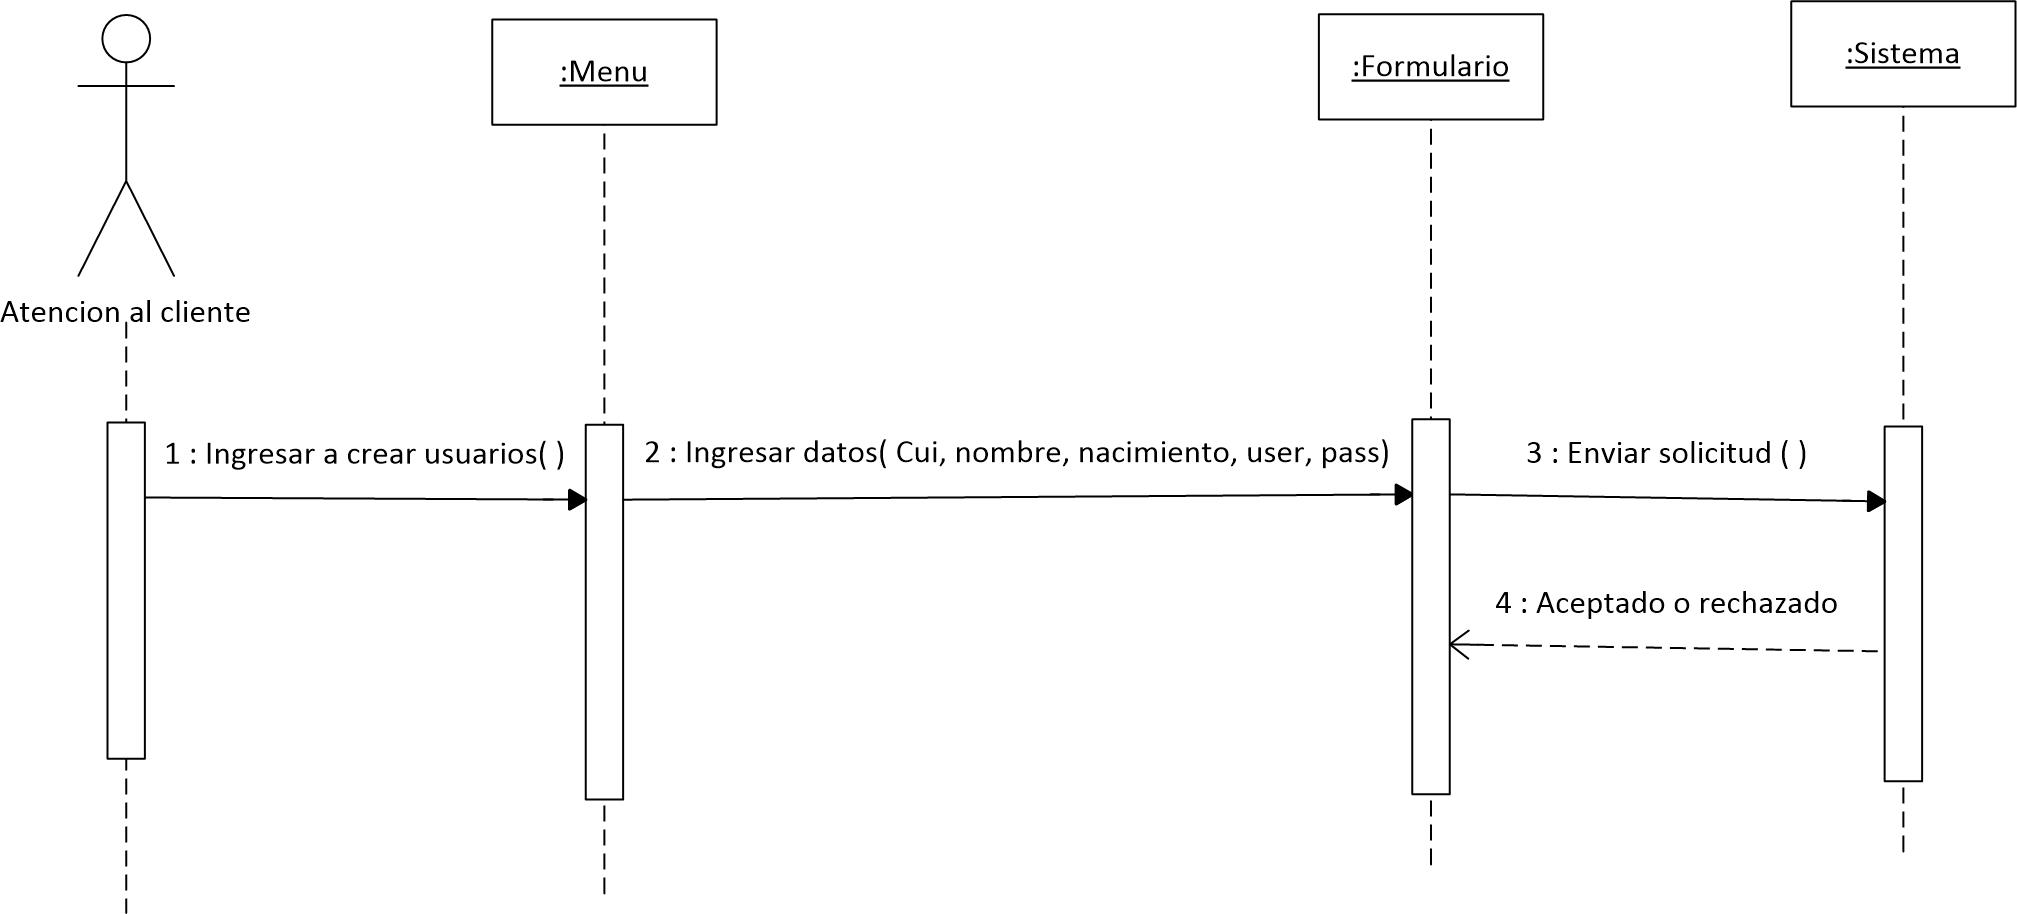 :Menu
:Formulario
:Sistema
Atencion al cliente
1 : Ingresar a crear usuarios( )
2 : Ingresar datos( Cui, nombre, nacimiento, user, pass)
3 : Enviar solicitud ( )
4 : Aceptado o rechazado